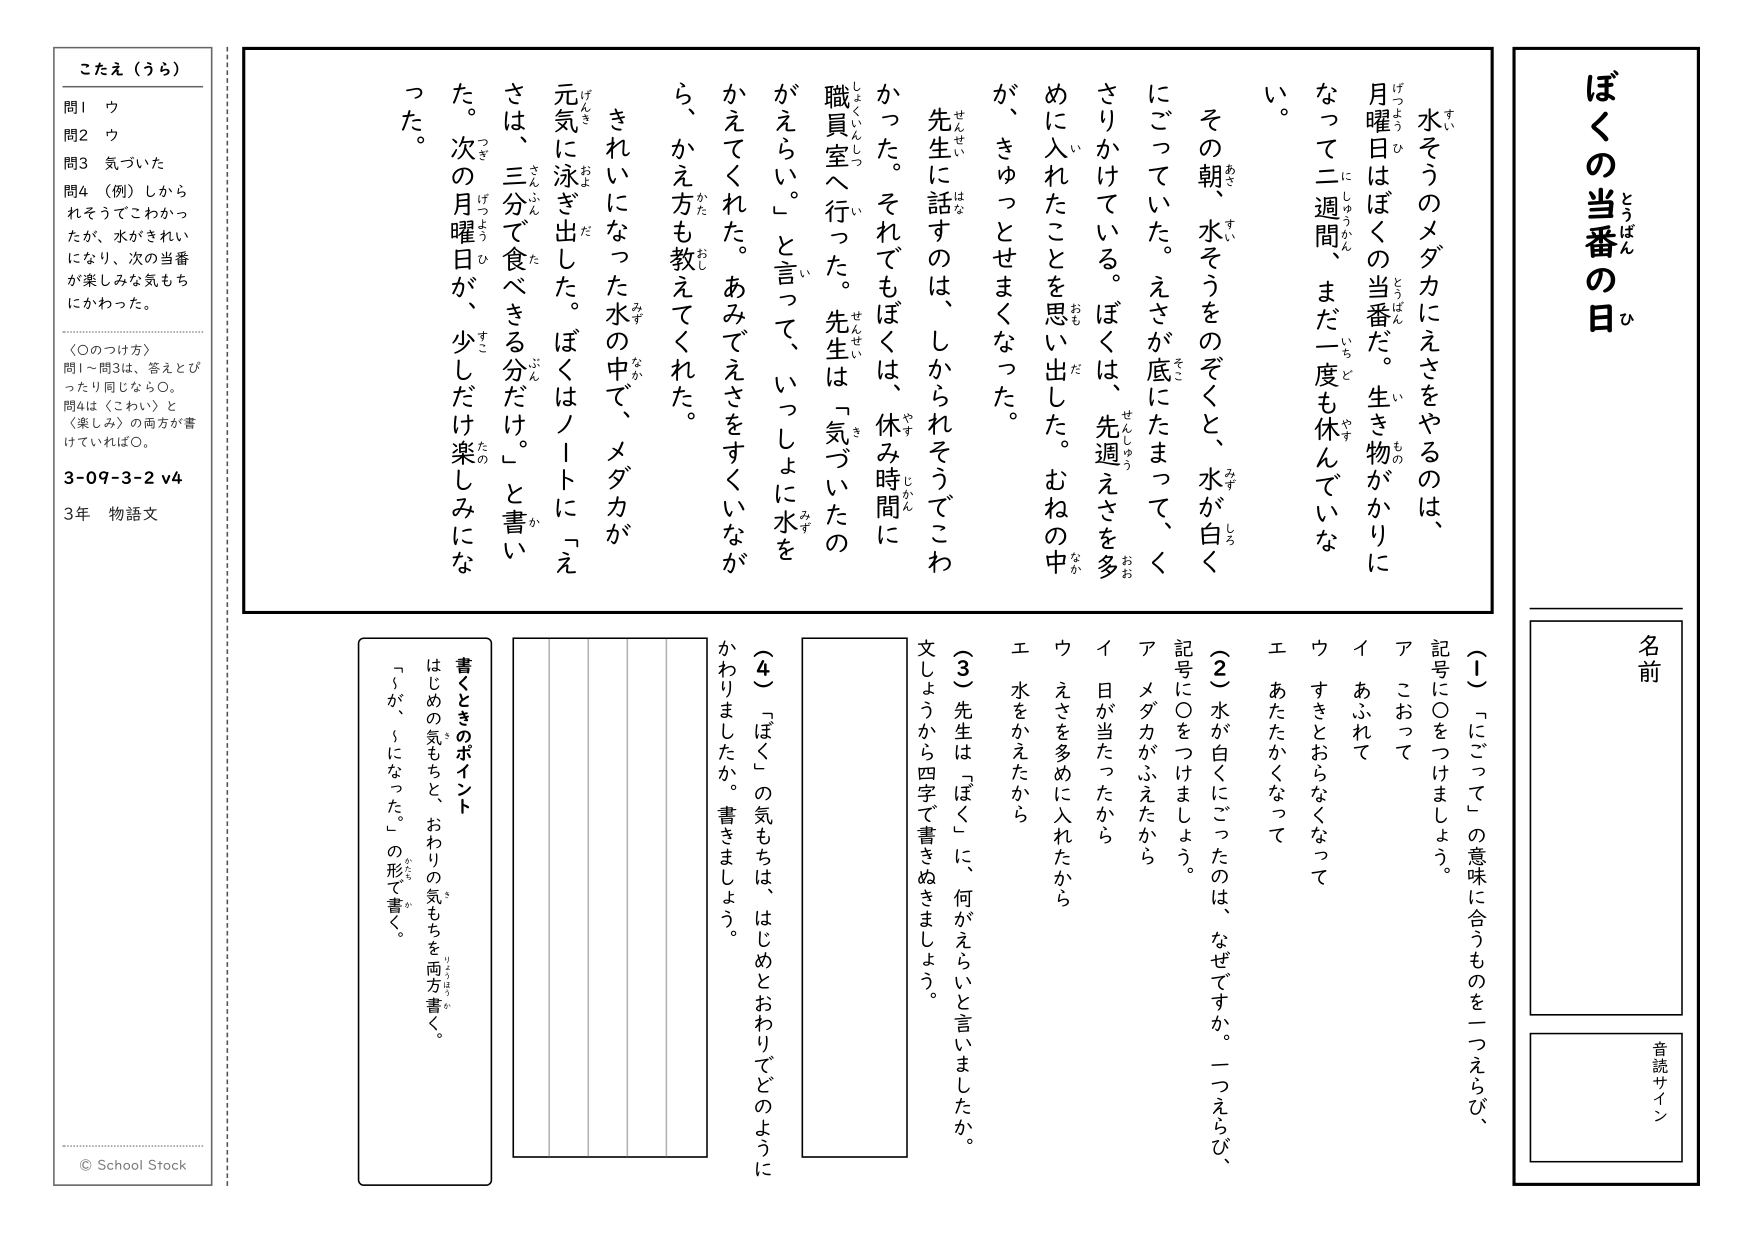 ぼくの当番の日
とうばん
ひ
名前
音読サイン
水そうのメダカにえさをやるのは、
月曜日はぼくの当番だ。生き物がかりに
なって二週間、まだ一度も休んでいな
い。
その朝、水そうをのぞくと、水が白く
にごっていた。えさが底にたまって、く
さりかけている。ぼくは、先週えさを多
めに入れたことを思い出した。むねの中
が、きゅっとせまくなった。
先生に話すのは、しかられそうでこわ
かった。それでもぼくは、休み時間に
職員室へ行った。先生は「気づいたの
がえらい。」と言って、いっしょに水を
かえてくれた。あみでえさをすくいなが
ら、かえ方も教えてくれた。
きれいになった水の中で、メダカが
元気に泳ぎ出した。ぼくはノートに「え
さは、三分で食べきる分だけ。」と書い
た。次の月曜日が、少しだけ楽しみにな
った。
(1)「にごって」の意味に合うものを一つえらび、
記号に○をつけましょう。
ア　こおって
イ　あふれて
ウ　すきとおらなくなって
エ　あたたかくなって
(2)水が白くにごったのは、なぜですか。一つえらび、
記号に○をつけましょう。
ア　メダカがふえたから
イ　日が当たったから
ウ　えさを多めに入れたから
エ　水をかえたから
(3)先生は「ぼく」に、何がえらいと言いましたか。
文しょうから四字で書きぬきましょう。
(4)「ぼく」の気もちは、はじめとおわりでどのように
かわりましたか。書きましょう。
書くときのポイント
はじめの気もちと、おわりの気もちを両方書く。
「〜が、〜になった。」の形で書く。
こたえ（うら）
問1　ウ
問2　ウ
問3　気づいた
問4　（例）しから
れそうでこわかっ
たが、水がきれい
になり、次の当番
が楽しみな気もち
にかわった。
〈○のつけ方〉
問1〜問3は、答えとぴ
ったり同じなら○。
問4は〈こわい〉と
〈楽しみ〉の両方が書
けていれば○。
3-09-3-2 v4
3年　物語文
© School Stock